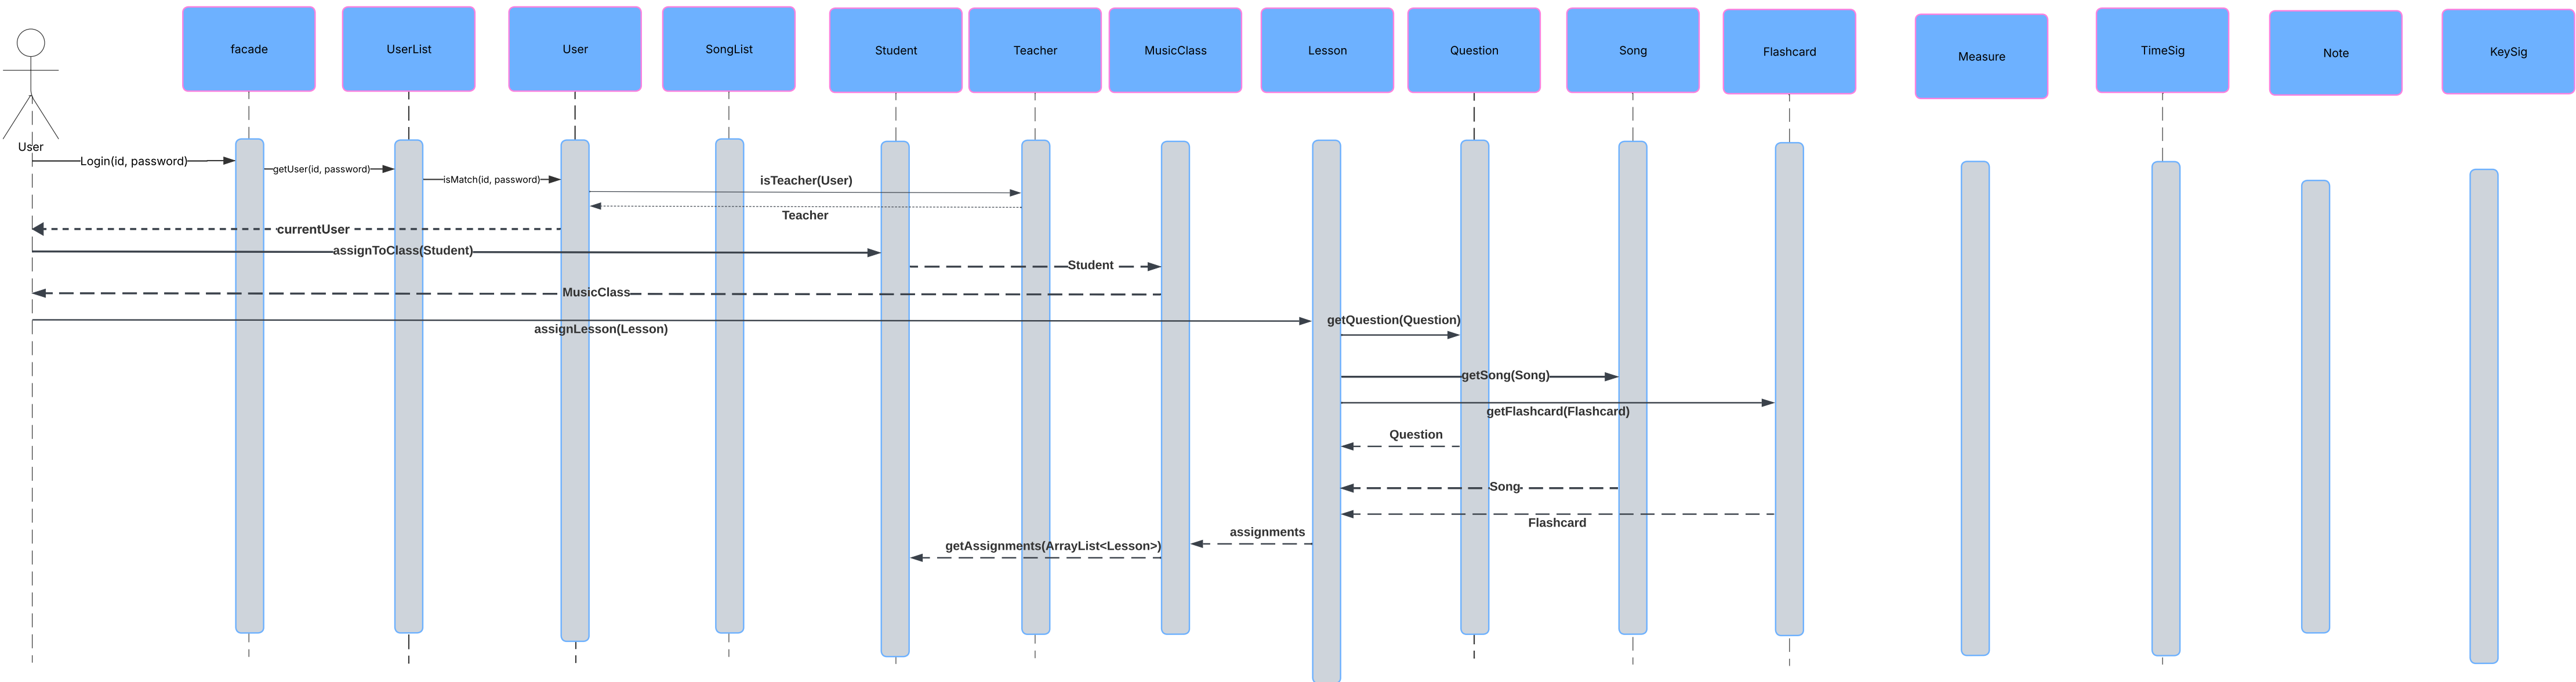 facade
UserList
User
SongList
Student
Teacher
MusicClass
Lesson
Question
Song
Flashcard
Measure
TimeSig
Note
KeySig
User
Login(id, password)
getUser(id, password)
isMatch(id, password)
isTeacher(User)
Teacher
currentUser
assignToClass(Student)
Student
MusicClass
assignLesson(Lesson)
getQuestion(Question)
getSong(Song)
getFlashcard(Flashcard)
Question
Song
Flashcard
assignments
getAssignments(ArrayList<Lesson>)